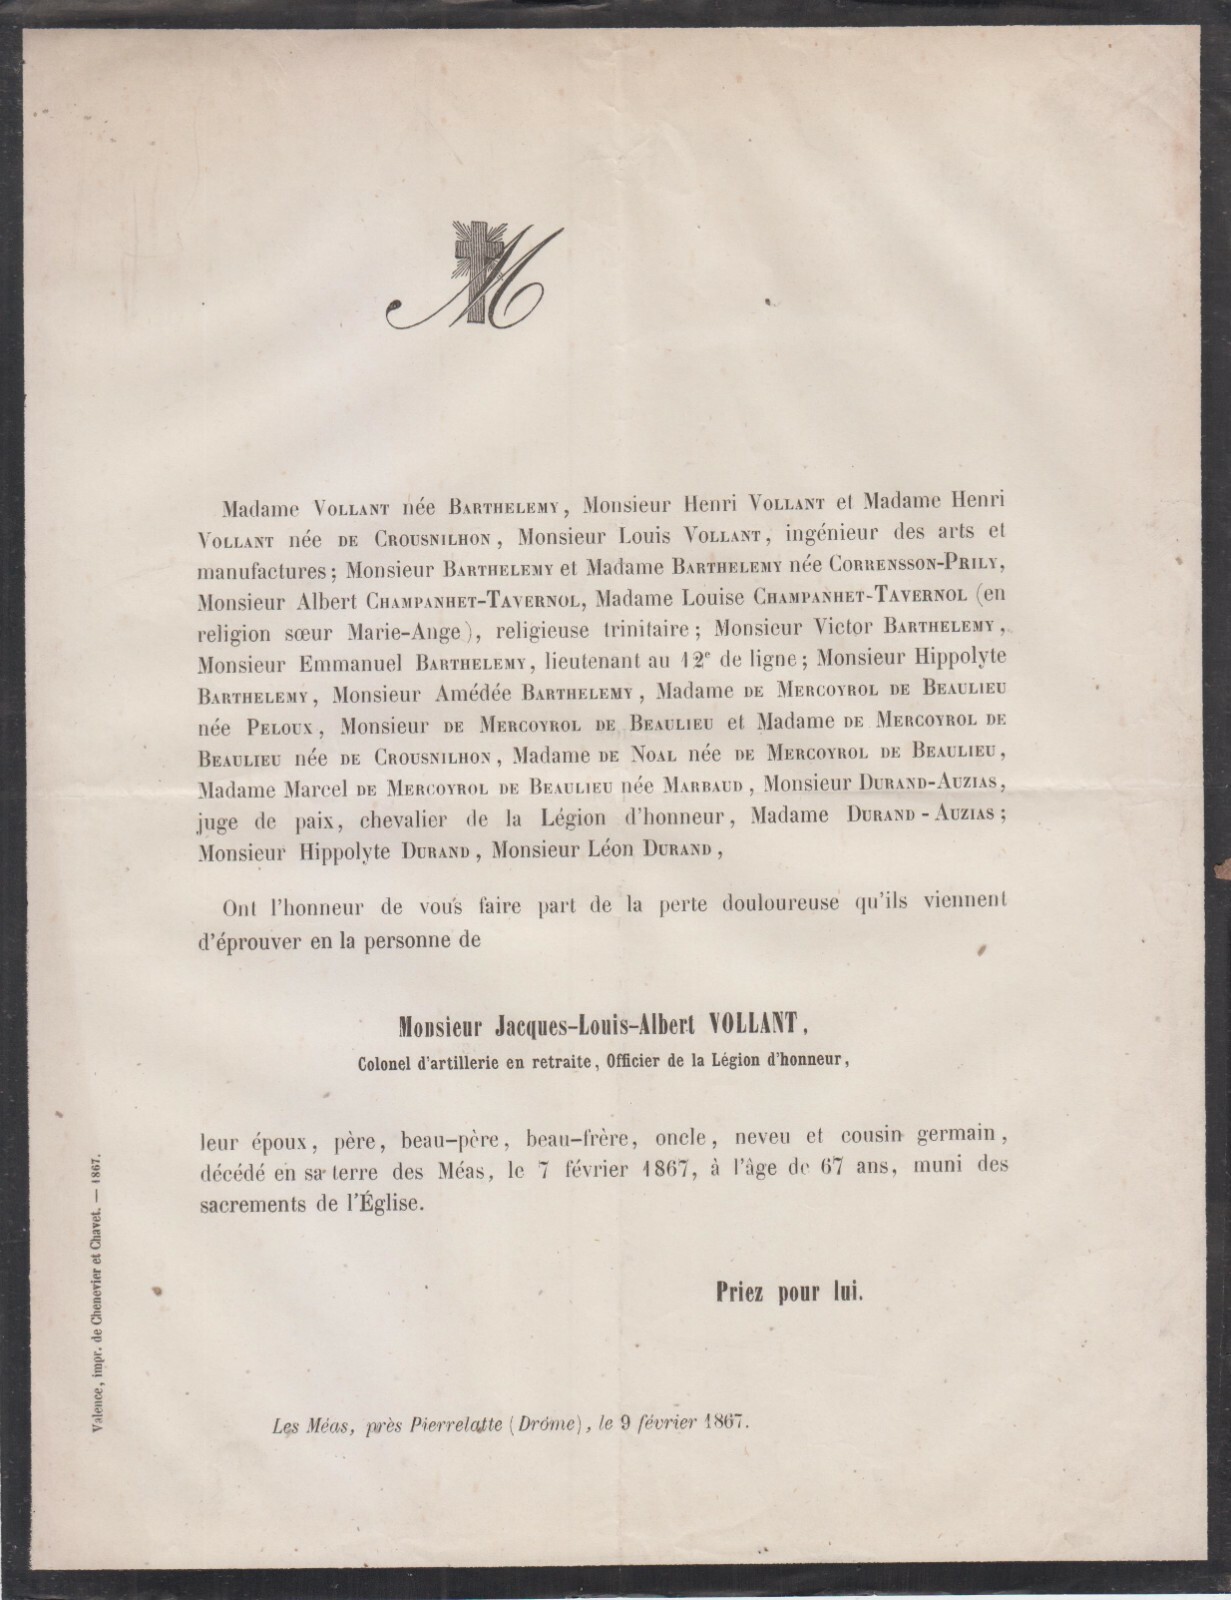 M
Madame VOLLANT née BARTHELEMY, Monsieur Henri VOLLANT et Madame Henri
VOLLANT née DE CROUSNILHON, Monsieur Louis VOLLANT, ingénieur des arts et
manufactures; Monsieur BARTHELEMY et Madame BARTHELEMY née CORRENSSON-PRILY,
Monsieur Albert CHAMPANHET-TAVERNOL, Madame Louise CHAMPANHET-TAVERNOL (en
religion sœur Marie-Ange), religieuse trinitaire; Monsieur Victor BARTHELEMY,
Monsieur Emmanuel BARTHELEMY, lieutenant au 12e de ligne; Monsieur Hippolyte
BARTHELEMY, Monsieur Amédée BARTHELEMY, Madame DE MERCOYROL DE BEAULIEU
née PELOUX, Monsieur DE MERCOYROL DE BEAULIEU et Madame DE MERCOYROL DE
BEAULIEU née DE CROUSNILHON, Madame DE NOAL née DE MERCOYROL DE BEAULIEU,
Madame Marcel DE MERCOYROL DE BEAULIEU née MARBAUD, Monsieur DURAND-AUZIAS,
juge de paix, chevalier de la Légion d'honneur, Madame DURAND-AUZIAS;
Monsieur Hippolyte DURAND, Monsieur Léon DURAND,
Ont l'honneur de vous faire part de la perte douloureuse qu'ils viennent
d'éprouver en la personne de
Monsieur Jacques-Louis-Albert VOLLANT,
Colonel d'artillerie en retraite, Officier de la Légion d'honneur,
leur époux, père, beau-père, beau-frère, oncle, neveu et cousin germain,
décédé en sa terre des Méas, le 7 février 1867, à l'âge de 67 ans, muni des
sacrements de l'Église.
Priez pour lui.
Les Méas, près Pierrelatte (Drôme), le 9 février 1867.
Valence, impr. de Chenevier et Chavet. — 1867.